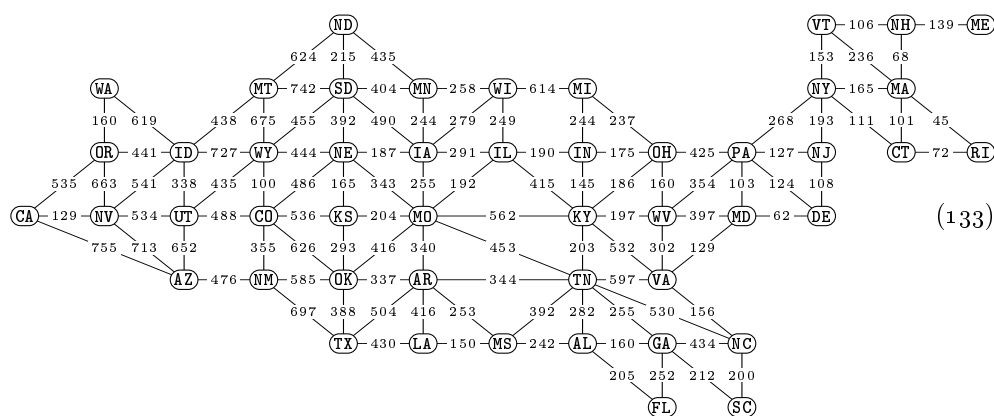 ND VT 106 NH 139 ME
624 215 435 153 236 68
WA MT 742 SD 404 MN 258 WI 614 MI NY 165 MA
160 619 438 675 455 392 490 244 279 249 244 237 268 193 111 101 45
OR 441 ID 727 WY 444 NE 187 IA 291 IL 190 IN 175 OH 425 PA 127 NJ CT 72 RI
535 663 541 338 435 100 486 165 343 255 192 415 145 186 160 354 103 124 108
CA 129 NV 534 UT 488 CO 536 KS 204 MO 562 KY 197 WV 397 MD 62 DE (133)
755 713 652 355 626 293 416 340 453 203 532 302 129
AZ 476 NM 585 OK 337 AR 344 TN 597 VA
697 388 504 416 253 392 282 255 530 156
TX 430 LA 150 MS 242 AL 160 GA 434 NC
205 252 212 200
FL SC